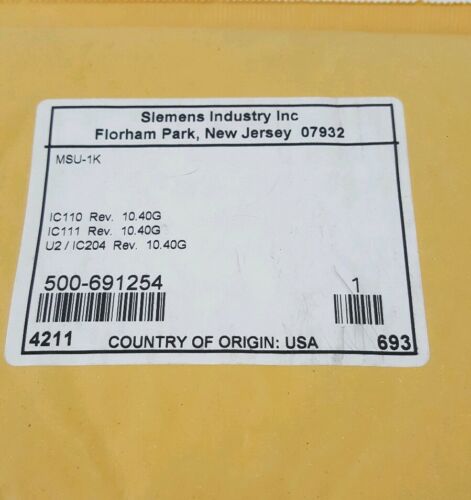 Siemens Industry Inc
Florham Park, New Jersey 07932
MSU-1K
IC110 Rev. 10.40G
IC111 Rev. 10.40G
U2 / IC204 Rev. 10.40G
500-691254 1
4211 COUNTRY OF ORIGIN: USA 693